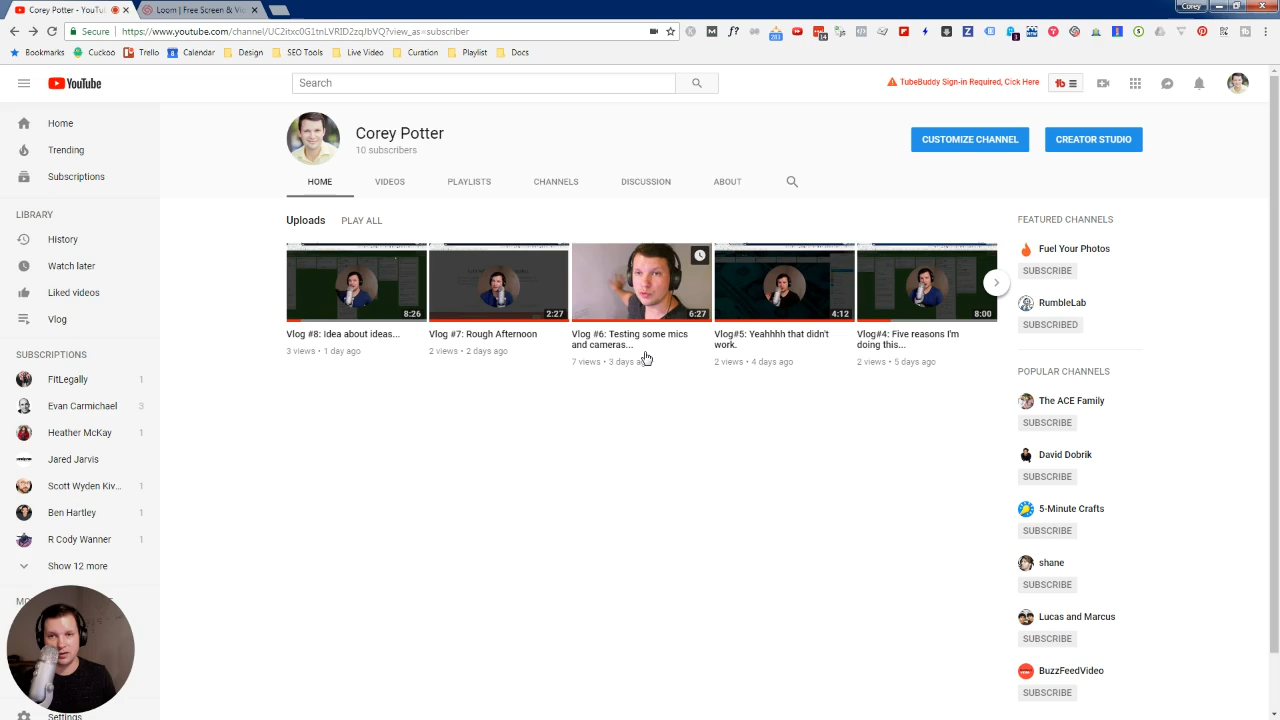 Corey Potter - YouTu
Loom | Free Screen & Vi
Corey
Secure
https://www.youtube.com/channel/UC2itxc0G1tnLVRID2zqJbVQ?view_as=subscriber
Bookmarks
Cuckoo
Trello
Calendar
Design
SEO Tools
Live Video
Curation
Playlist
Docs
YouTube
Search
TubeBuddy Sign-in Required, Click Here
Home
Trending
Subscriptions
LIBRARY
History
Watch later
Liked videos
Vlog
SUBSCRIPTIONS
FitLegally 1
Evan Carmichael 3
Heather McKay 1
Jared Jarvis
Scott Wyden Kiv... 1
Ben Hartley 1
R Cody Wanner 1
Show 12 more
Settings
Corey Potter
10 subscribers
CUSTOMIZE CHANNEL
CREATOR STUDIO
HOME
VIDEOS
PLAYLISTS
CHANNELS
DISCUSSION
ABOUT
Uploads
PLAY ALL
8:26
Vlog #8: Idea about ideas...
3 views • 1 day ago
2:27
Vlog #7: Rough Afternoon
2 views • 2 days ago
6:27
Vlog #6: Testing some mics
and cameras...
7 views • 3 days
4:12
Vlog#5: Yeahhhh that didn't
work.
2 views • 4 days ago
8:00
Vlog#4: Five reasons I'm
doing this...
2 views • 5 days ago
FEATURED CHANNELS
Fuel Your Photos
SUBSCRIBE
RumbleLab
SUBSCRIBED
POPULAR CHANNELS
The ACE Family
SUBSCRIBE
David Dobrik
SUBSCRIBE
5-Minute Crafts
SUBSCRIBE
shane
SUBSCRIBE
Lucas and Marcus
SUBSCRIBE
BuzzFeedVideo
SUBSCRIBE